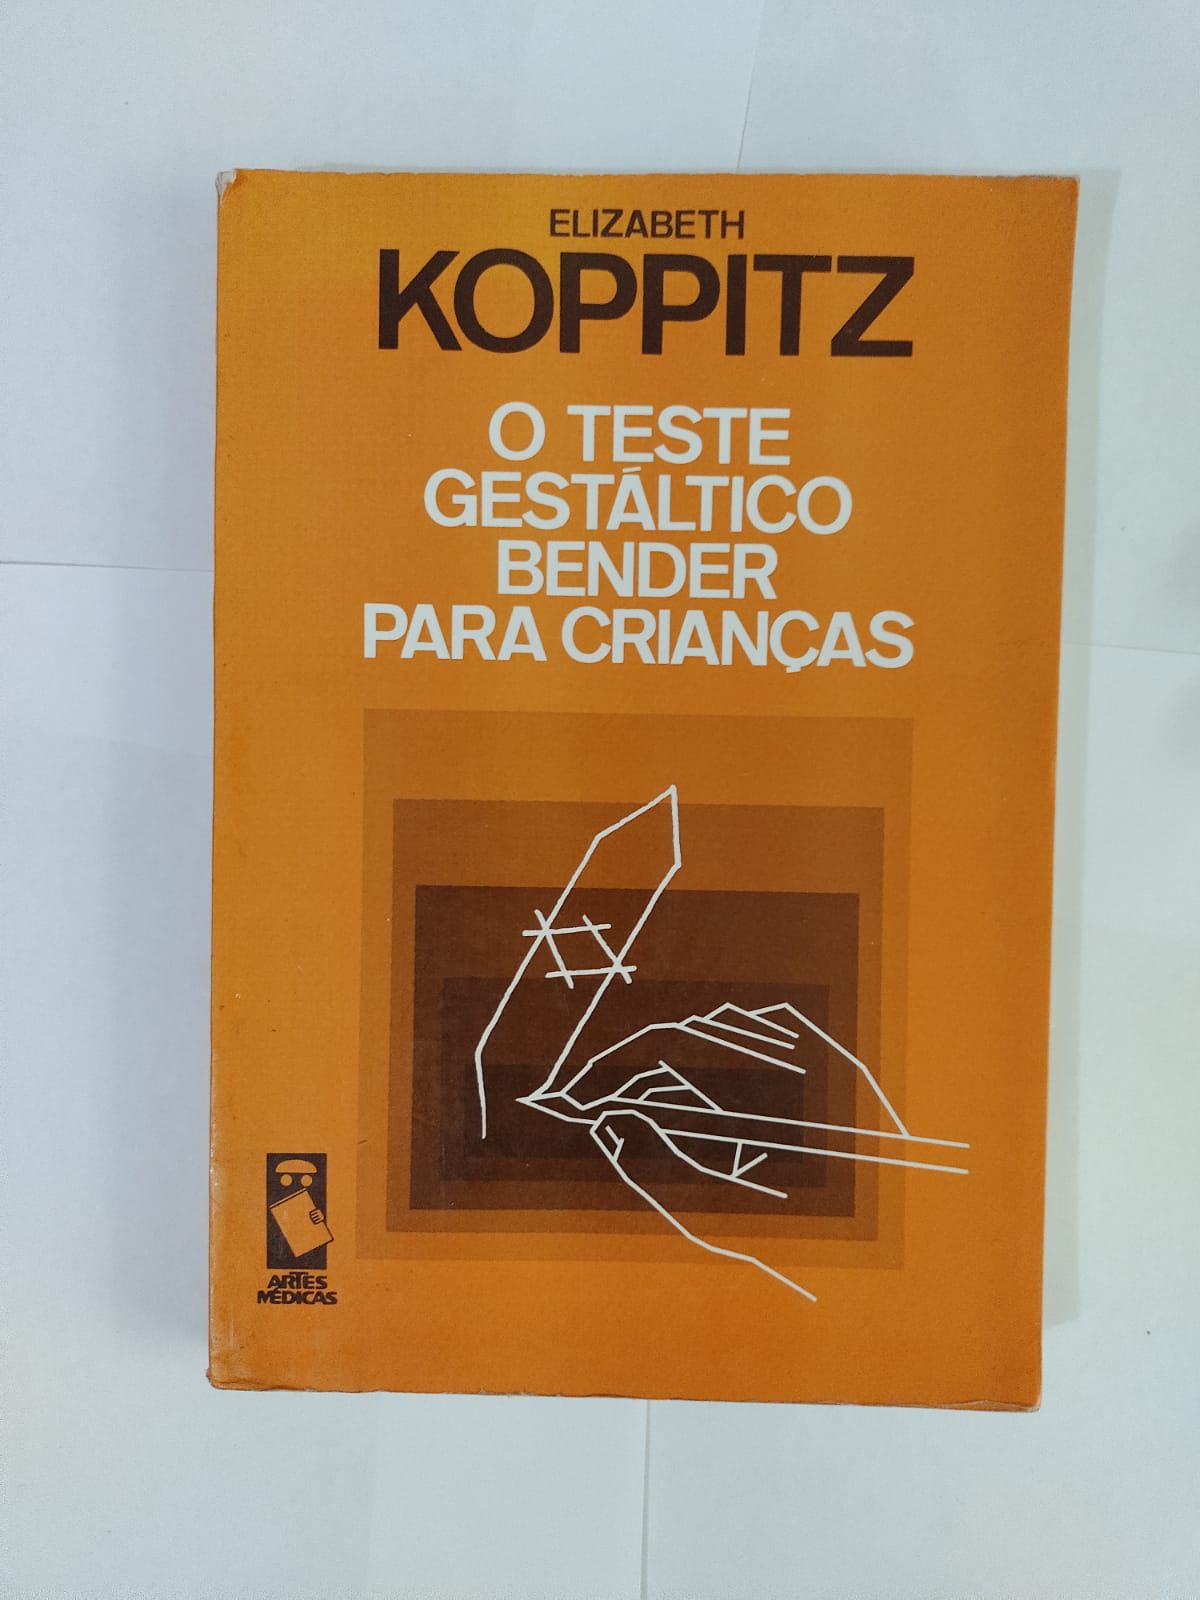 ELIZABETH
KOPPITZ
O TESTE
GESTÁLTICO
BENDER
PARA CRIANÇAS
ARTES
MÉDICAS